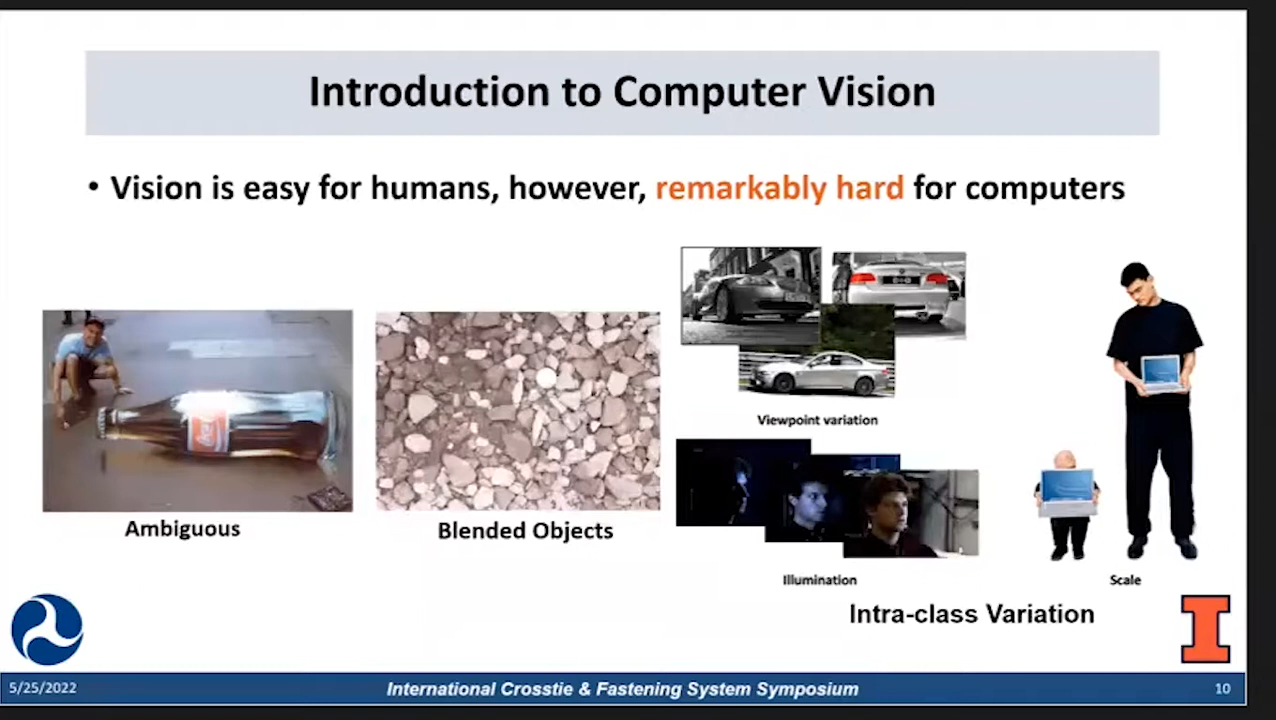 Introduction to Computer Vision
• Vision is easy for humans, however, remarkably hard for computers
Viewpoint variation
Ambiguous
Blended Objects
Illumination
Scale
Intra-class Variation
5/25/2022
International Crosstie & Fastening System Symposium
10